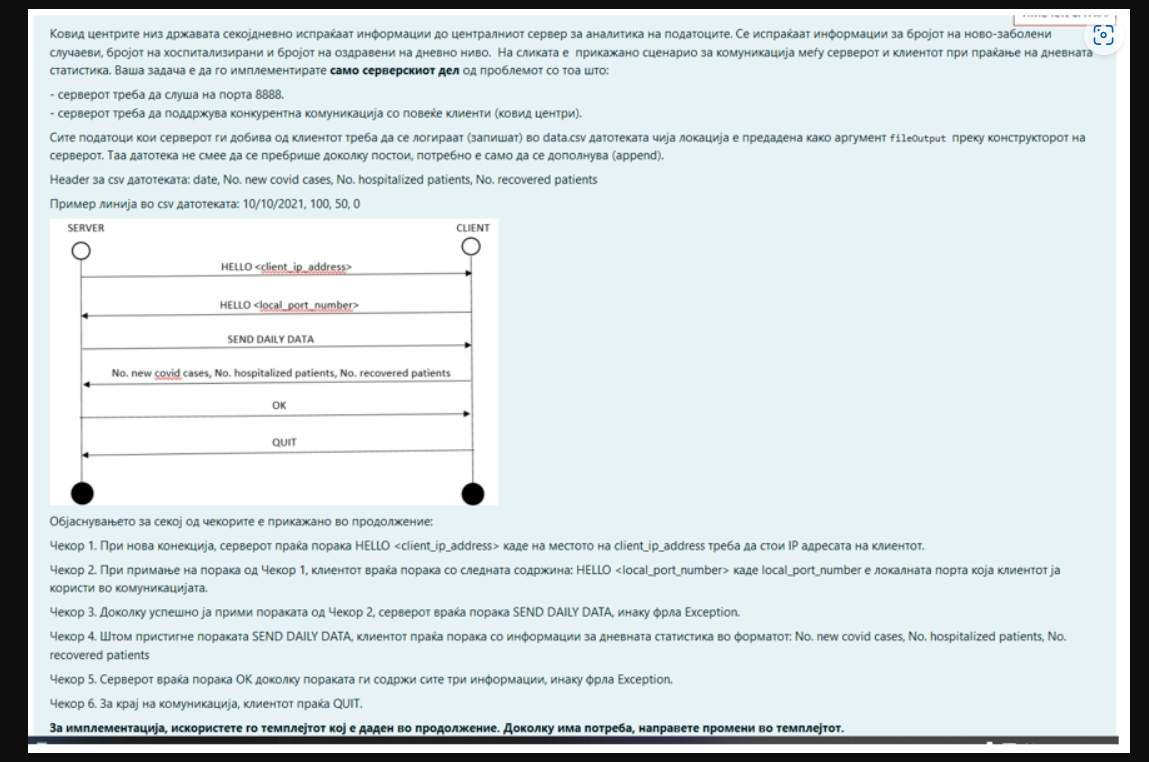 Ковид центрите низ државата секојдневно испраќаат информации до централниот сервер за аналитика на податоците. Се испраќаат информации за бројот на ново-заболени
случаеви, бројот на хоспитализирани и бројот на оздравени на дневно ниво. На сликата е прикажано сценарио за комуникација меѓу серверот и клиентот при праќање на дневната
статистика. Ваша задача е да го имплементирате само серверскиот дел од проблемот со тоа што:
- серверот треба да слуша на порта 8888.
- серверот треба да поддржува конкурентна комуникација со повеќе клиенти (ковид центри).
Сите податоци кои серверот ги добива од клиентот треба да се логираат (запишат) во data.csv датотеката чија локација е предадена како аргумент fileOutput преку конструкторот на
серверот. Таа датотека не смее да се пребрише доколку постои, потребно е само да се дополнува (append).
Header за csv датотеката: date, No. new covid cases, No. hospitalized patients, No. recovered patients
Пример линија во csv датотеката: 10/10/2021, 100, 50, 0
SERVER CLIENT
HELLO <client_ip_address>
HELLO <local_port_number>
SEND DAILY DATA
No. new covid cases, No. hospitalized patients, No. recovered patients
OK
QUIT
Објаснувањето за секој од чекорите е прикажано во продолжение:
Чекор 1. При нова конекција, серверот праќа порака HELLO <client_ip_address> каде на местото на client_ip_address треба да стои IP адресата на клиентот.
Чекор 2. При примање на порака од Чекор 1, клиентот враќа порака со следната содржина: HELLO <local_port_number> каде local_port_number е локалната порта која клиентот ја
користи во комуникацијата.
Чекор 3. Доколку успешно ја прими пораката од Чекор 2, серверот враќа порака SEND DAILY DATA, инаку фрла Exception.
Чекор 4. Штом пристигне пораката SEND DAILY DATA, клиентот праќа порака со информации за дневната статистика во форматот: No. new covid cases, No. hospitalized patients, No.
recovered patients
Чекор 5. Серверот враќа порака OK доколку пораката ги содржи сите три информации, инаку фрла Exception.
Чекор 6. За крај на комуникација, клиентот праќа QUIT.
За имплементација, искористете го темплејтот кој е даден во продолжение. Доколку има потреба, направете промени во темплејтот.